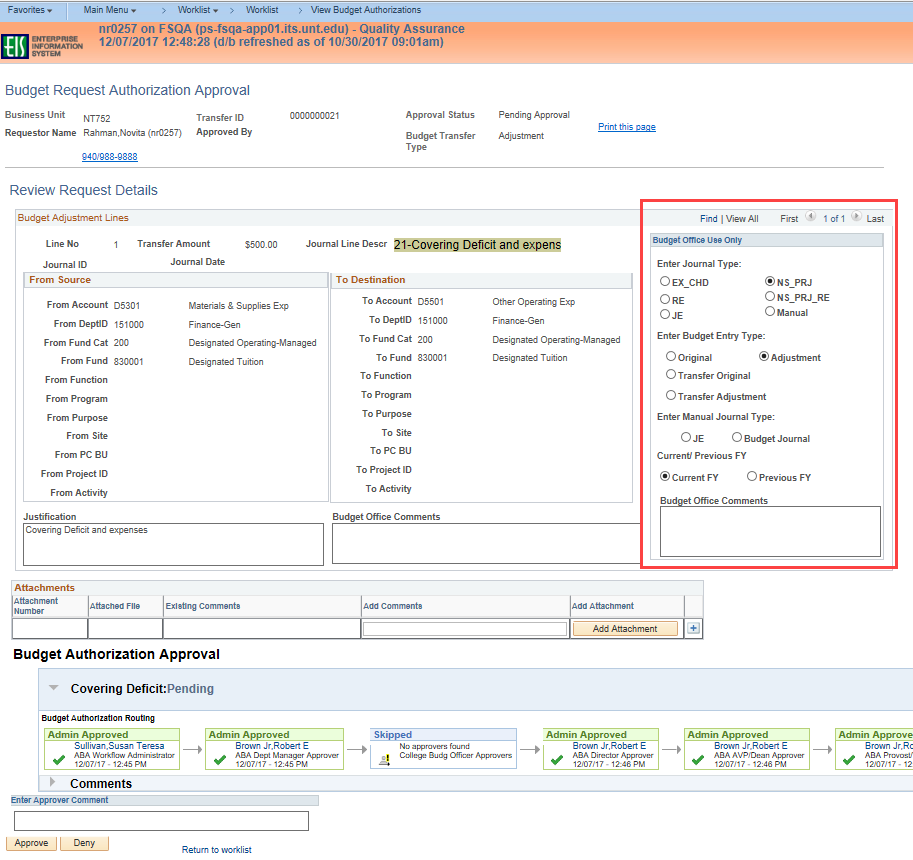 Favorites Main Menu > Worklist > Worklist > View Budget Authorizations
EIS ENTERPRISE INFORMATION SYSTEM
nr0257 on FSQA (ps-fsqa-app01.its.unt.edu) - Quality Assurance
12/07/2017 12:48:28 (d/b refreshed as of 10/30/2017 09:01am)
Budget Request Authorization Approval
Business Unit NT752 Transfer ID 0000000021 Approval Status Pending Approval
Requestor Name Rahman,Novita (nr0257) Approved By Budget Transfer Type Adjustment Print this page
940/988-9888
Review Request Details
Budget Adjustment Lines Find | View All First 1 of 1 Last
Line No 1 Transfer Amount $500.00 Journal Line Descr 21-Covering Deficit and expens
Journal ID Journal Date
From Source
From Account D5301 Materials & Supplies Exp
From DeptID 151000 Finance-Gen
From Fund Cat 200 Designated Operating-Managed
From Fund 830001 Designated Tuition
From Function
From Program
From Purpose
From Site
From PC BU
From Project ID
From Activity
To Destination
To Account D5501 Other Operating Exp
To DeptID 151000 Finance-Gen
To Fund Cat 200 Designated Operating-Managed
To Fund 830001 Designated Tuition
To Function
To Program
To Purpose
To Site
To PC BU
To Project ID
To Activity
Budget Office Use Only
Enter Journal Type:
EX_CHD NS_PRJ
RE NS_PRJ_RE
JE Manual
Enter Budget Entry Type:
Original Adjustment
Transfer Original
Transfer Adjustment
Enter Manual Journal Type:
JE Budget Journal
Current/ Previous FY
Current FY Previous FY
Budget Office Comments
Justification Budget Office Comments
Covering Deficit and expenses
Attachments
Attachment Number Attached File Existing Comments Add Comments Add Attachment
Add Attachment +
Budget Authorization Approval
Covering Deficit:Pending
Budget Authorization Routing
Admin Approved
Sullivan,Susan Teresa
ABA Workflow Administrator
12/07/17 - 12:45 PM
Admin Approved
Brown Jr,Robert E
ABA Dept Manager Approver
12/07/17 - 12:45 PM
Skipped
No approvers found
College Budg Officer Approvers
Admin Approved
Brown Jr,Robert E
ABA Director Approver
12/07/17 - 12:46 PM
Admin Approved
Brown Jr,Robert E
ABA AVP/Dean Approver
12/07/17 - 12:46 PM
Admin Approve
Brown Jr,Ro
ABA Provost/
12/07/17 - 12
Comments
Enter Approver Comment
Approve Deny Return to worklist